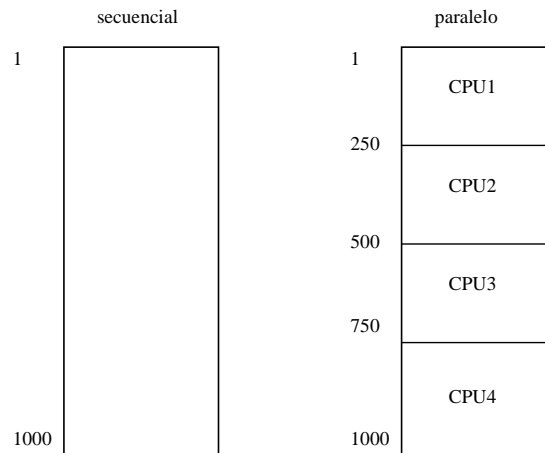 secuencial
paralelo
1
1
CPU1
250
CPU2
500
CPU3
750
CPU4
1000
1000